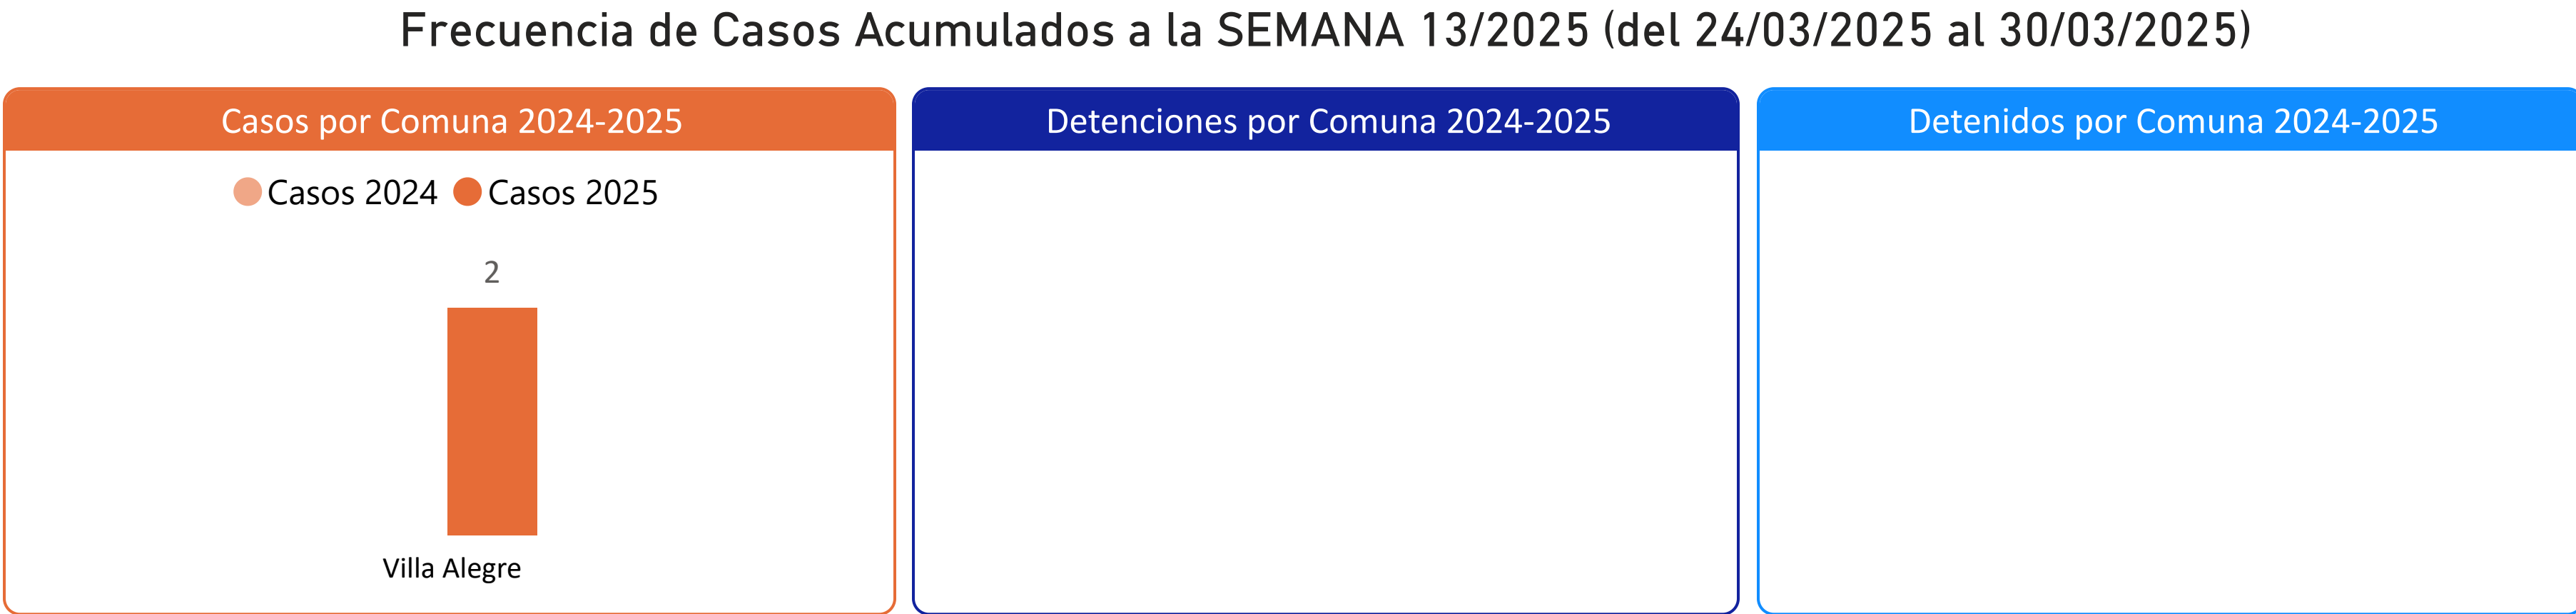 Frecuencia de Casos Acumulados a la SEMANA 13/2025 (del 24/03/2025 al 30/03/2025)
Casos por Comuna 2024-2025
Casos 2024 Casos 2025
2
Villa Alegre
Detenciones por Comuna 2024-2025
Detenidos por Comuna 2024-2025